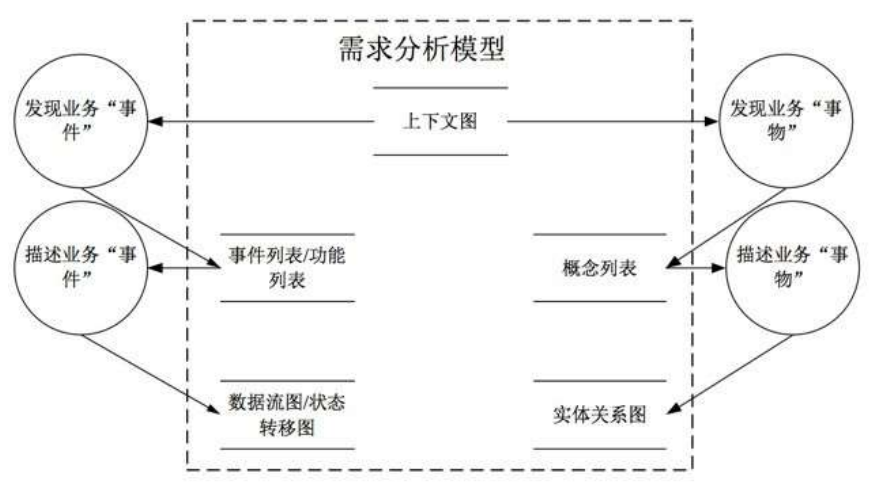 需求分析模型
发现业务“事
件”
上下文图
发现业务“事
物”
描述业务“事
件”
事件列表/功能
列表
概念列表
描述业务“事
物”
数据流图/状态
转移图
实体关系图